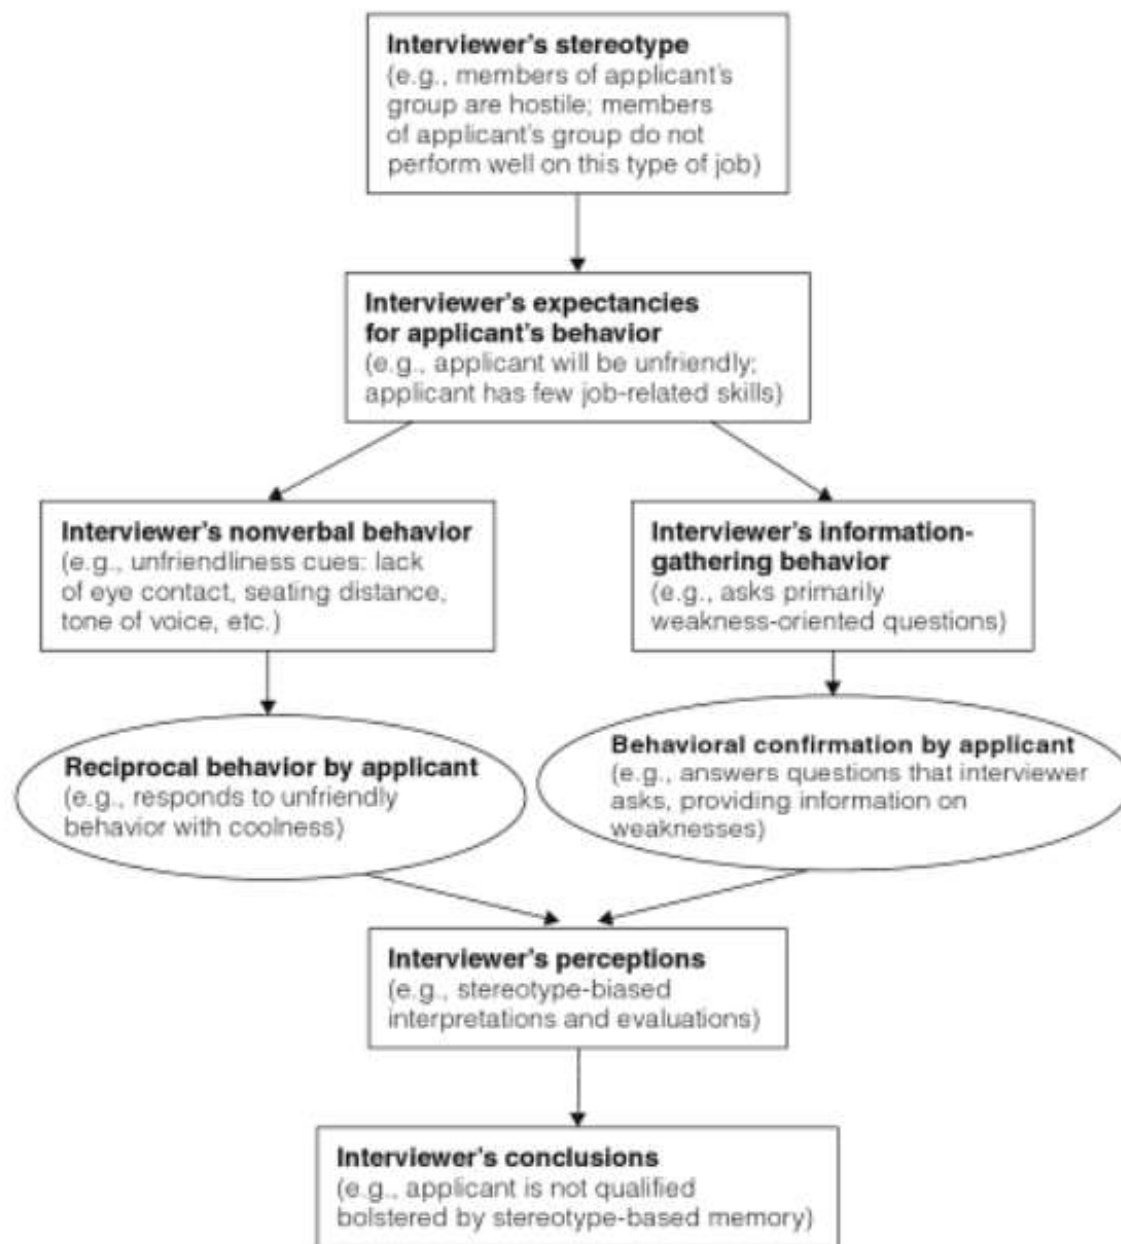 Interviewer's stereotype
(e.g., members of applicant's
group are hostile; members
of applicant's group do not
perform well on this type of job)
Interviewer's expectancies
for applicant's behavior
(e.g., applicant will be unfriendly;
applicant has few job-related skills)
Interviewer's nonverbal behavior
(e.g., unfriendliness cues: lack
of eye contact, seating distance,
tone of voice, etc.)
Interviewer's information-
gathering behavior
(e.g., asks primarily
weakness-oriented questions)
Reciprocal behavior by applicant
(e.g., responds to unfriendly
behavior with coolness)
Behavioral confirmation by applicant
(e.g., answers questions that interviewer
asks, providing information on
weaknesses)
Interviewer's perceptions
(e.g., stereotype-biased
interpretations and evaluations)
Interviewer's conclusions
(e.g., applicant is not qualified
bolstered by stereotype-based memory)